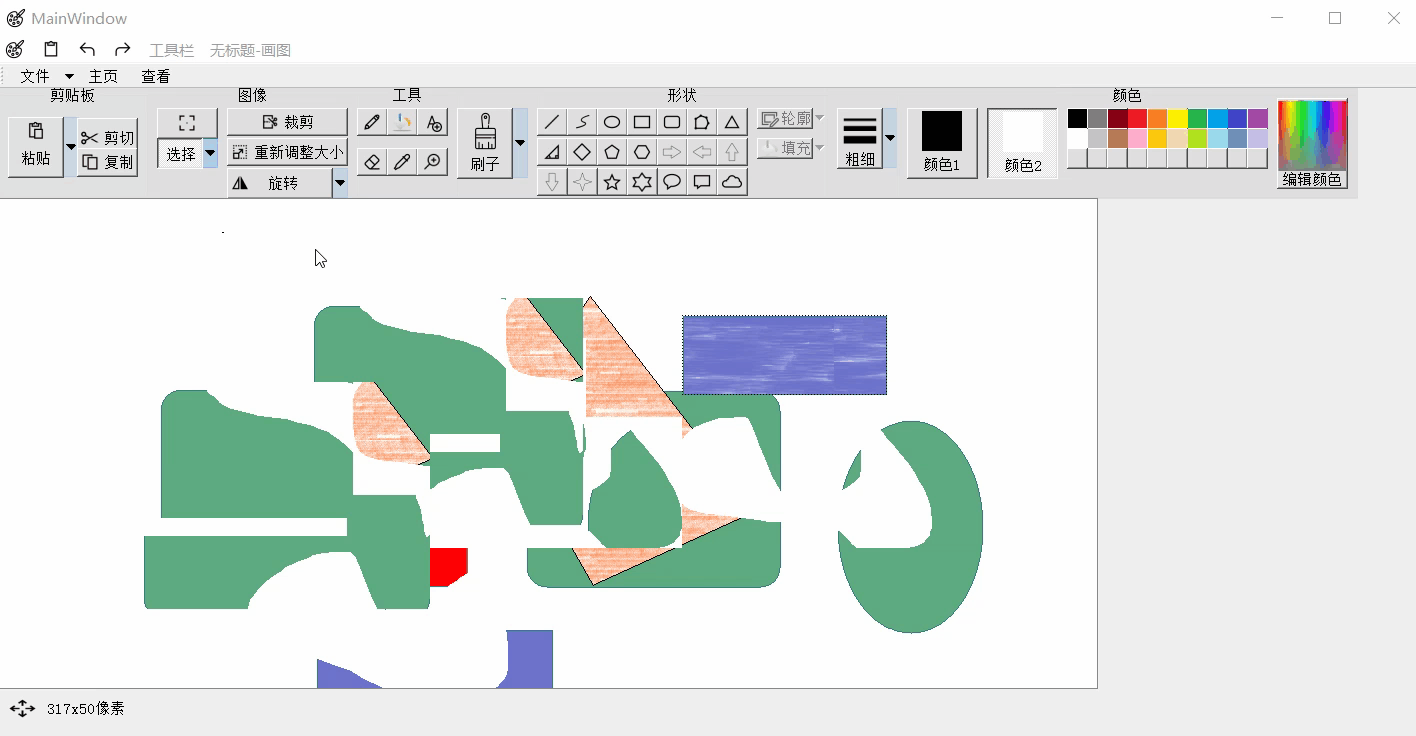 MainWindow
工具栏 无标题-画图
文件 主页 查看
剪贴板 图像 工具 形状 颜色
粘贴 剪切 复制
选择 裁剪 重新调整大小 旋转
刷子
轮廓 填充
粗细
颜色1 颜色2
编辑颜色
317x50像素